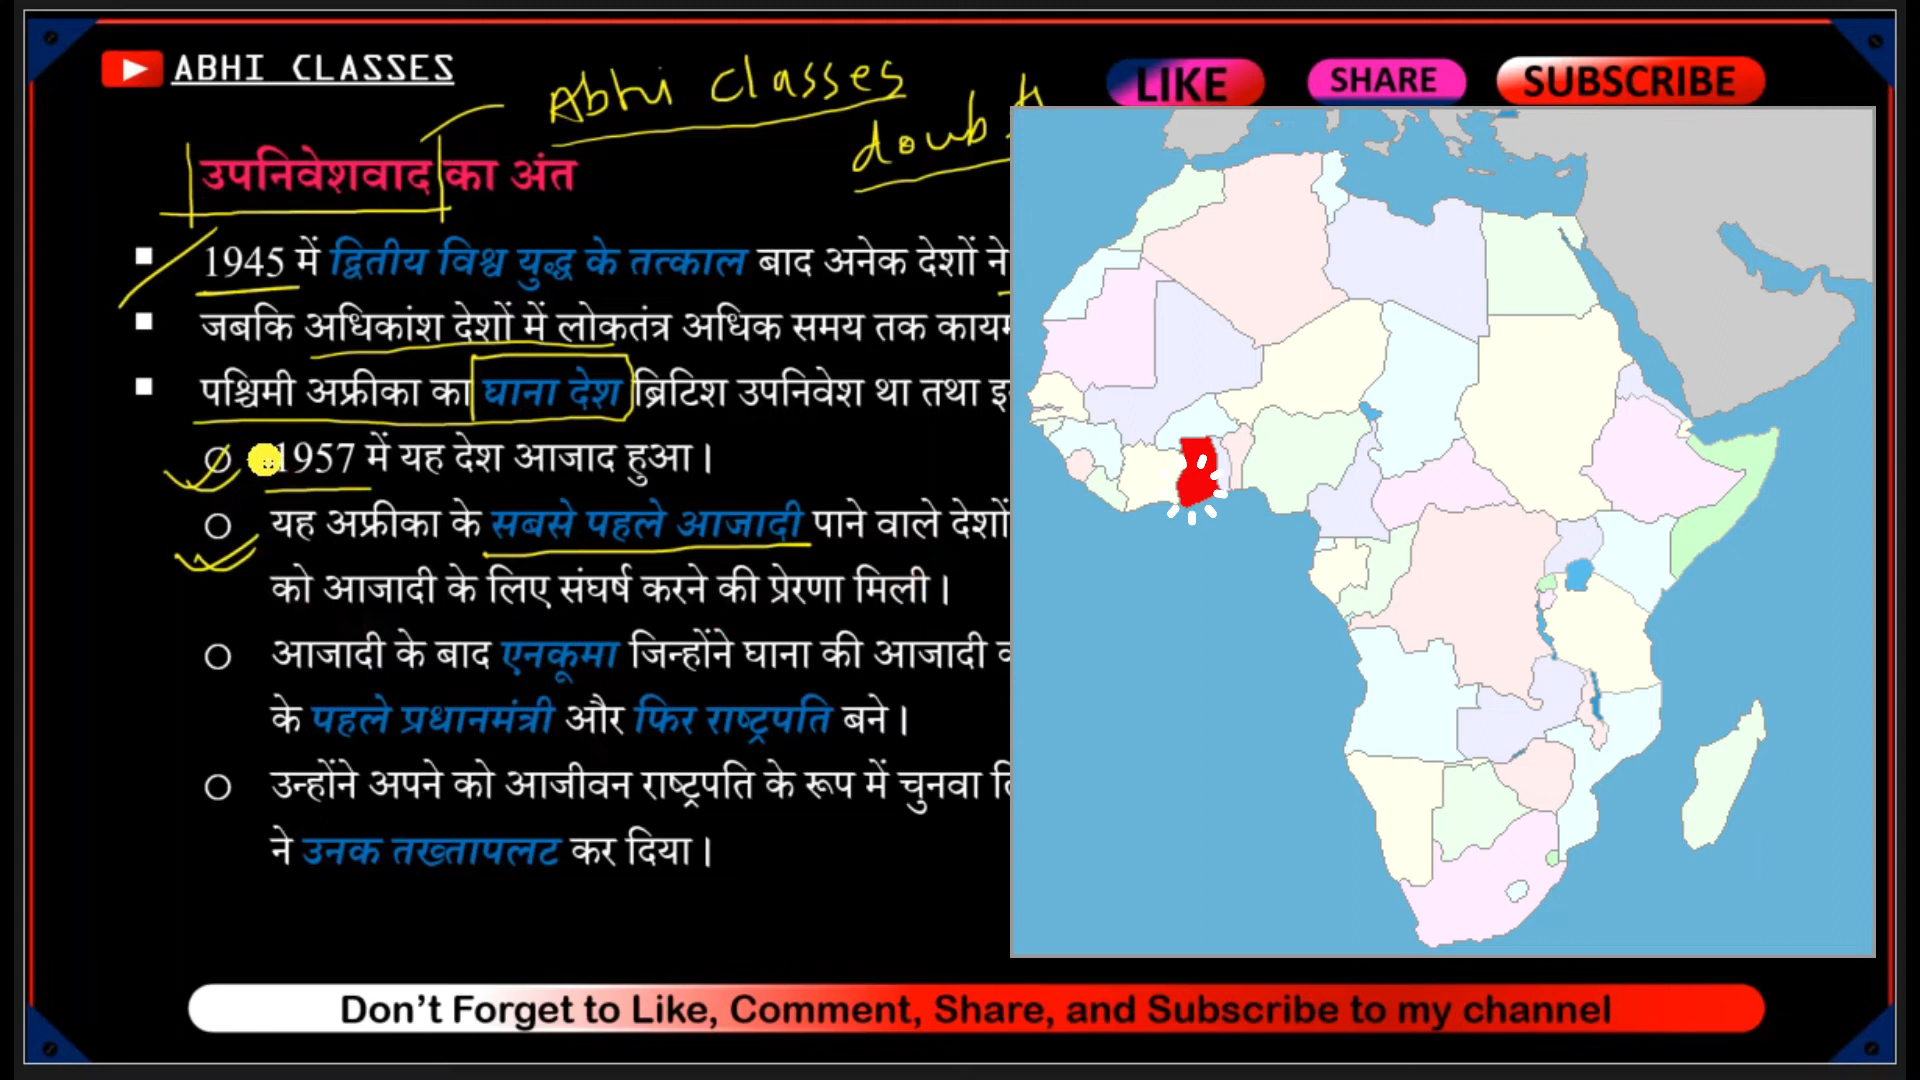 ABHI CLASSES
Abhi Classes
LIKE
SHARE
SUBSCRIBE
उपनिवेशवाद का अंत
1945 में द्वितीय विश्व युद्ध के तत्काल बाद अनेक देशों ने
जबकि अधिकांश देशों में लोकतंत्र अधिक समय तक
पश्चिमी अफ्रीका का घाना देश ब्रिटिश उपनिवेश था तथा
1957 में यह देश आजाद हुआ।
यह अफ्रीका के सबसे पहले आजादी पाने वाले देशों
को आजादी के लिए संघर्ष करने की प्रेरणा मिली।
आजादी के बाद एनकूमा जिन्होंने घाना की आजादी
के पहले प्रधानमंत्री और फिर राष्ट्रपति बने।
उन्होंने अपने को आजीवन राष्ट्रपति के रूप में चुनवा
ने उनक तख्तापलट कर दिया।
Don't Forget to Like, Comment, Share, and Subscribe to my channel